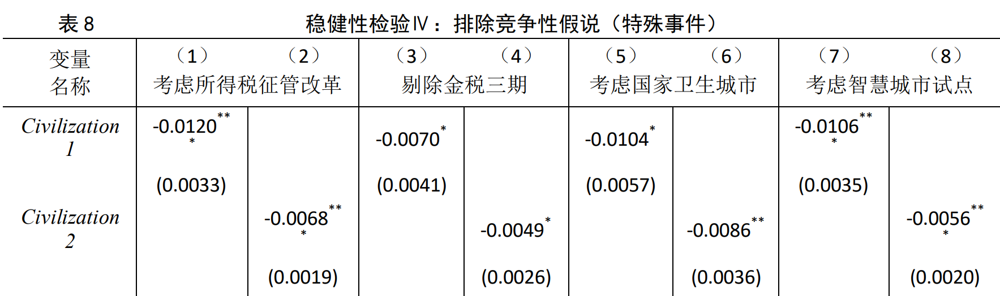 表 8 稳健性检验Ⅳ：排除竞争性假说（特殊事件）
变量名称 （1） （2） （3） （4） （5） （6） （7） （8）
考虑所得税征管改革 剔除金税三期 考虑国家卫生城市 考虑智慧城市试点
Civilization 1 -0.0120*** -0.0070* -0.0104* -0.0106***
(0.0033) (0.0041) (0.0057) (0.0035)
Civilization 2 -0.0068*** -0.0049* -0.0086** -0.0056***
(0.0019) (0.0026) (0.0036) (0.0020)